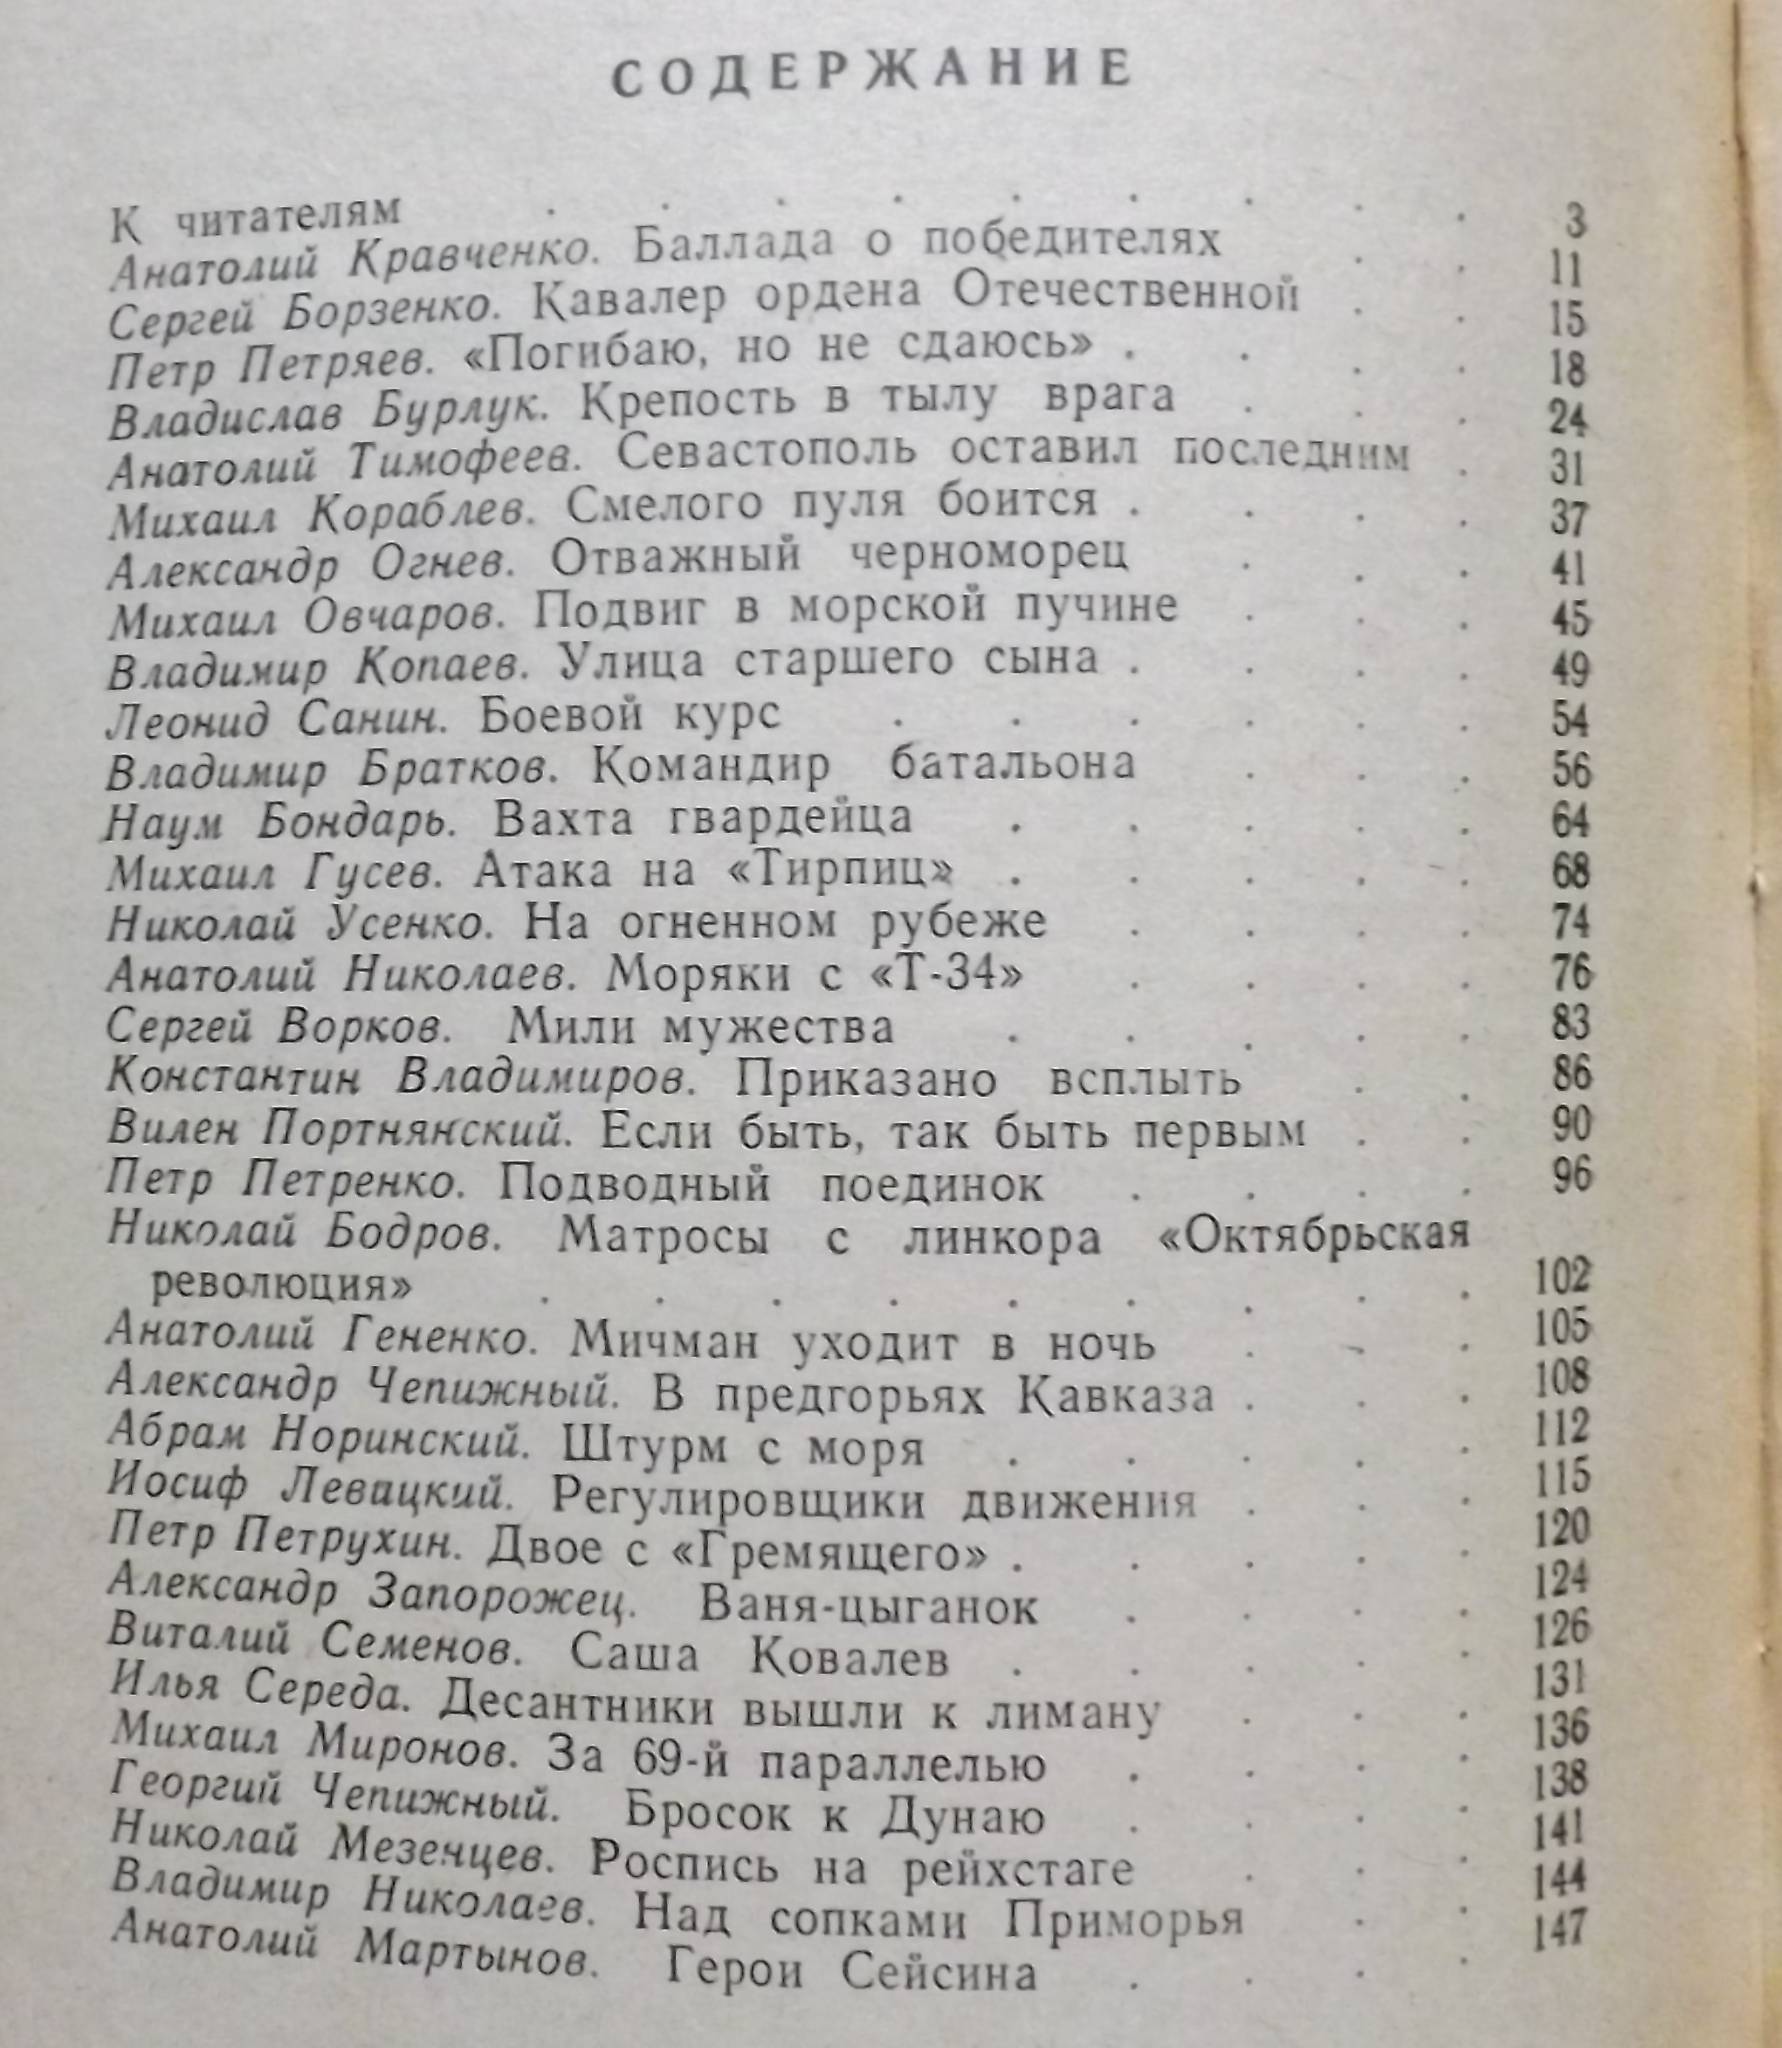 СОДЕРЖАНИЕ
К читателям . . . . . . . . . 3
Анатолий Кравченко. Баллада о победителях . . 11
Сергей Борзенко. Кавалер ордена Отечественной . . 15
Петр Петряев. «Погибаю, но не сдаюсь» . . . . 18
Владислав Бурлук. Крепость в тылу врага . . . 24
Анатолий Тимофеев. Севастополь оставил последним . 31
Михаил Кораблев. Смелого пуля боится . . . . 37
Александр Огнев. Отважный черноморец . . . 41
Михаил Овчаров. Подвиг в морской пучине . . . 45
Владимир Копаев. Улица старшего сына . . . . 49
Леонид Санин. Боевой курс . . . . . . 54
Владимир Братков. Командир батальона . . . 56
Наум Бондарь. Вахта гвардейца . . . . . 64
Михаил Гусев. Атака на «Тирпиц» . . . . . 68
Николай Усенко. На огненном рубеже . . . . 74
Анатолий Николаев. Моряки с «Т-34» . . . . 76
Сергей Ворков. Мили мужества . . . . . 83
Константин Владимиров. Приказано всплыть . . 86
Вилен Портнянский. Если быть, так быть первым . . 90
Петр Петренко. Подводный поединок . . . . 96
Николай Бодров. Матросы с линкора «Октябрьская
революция» . . . . . . . . . 102
Анатолий Гененко. Мичман уходит в ночь . . . 105
Александр Чепижный. В предгорьях Кавказа . . . 108
Абрам Норинский. Штурм с моря . . . . . 112
Иосиф Левацкий. Регулировщики движения . . . 115
Петр Петрухин. Двое с «Гремящего» . . . . . 120
Александр Запорожец. Ваня-цыганок . . . . 124
Виталий Семенов. Саша Ковалев . . . . . 126
Илья Середа. Десантники вышли к лиману . . . 131
Михаил Миронов. За 69-й параллелью . . . . 136
Георгий Чепижный. Бросок к Дунаю . . . . 138
Николай Мезенцев. Роспись на рейхстаге . . . 141
Владимир Николаев. Над сопками Приморья . . 144
Анатолий Мартынов. Герои Сейсина . . . . 147